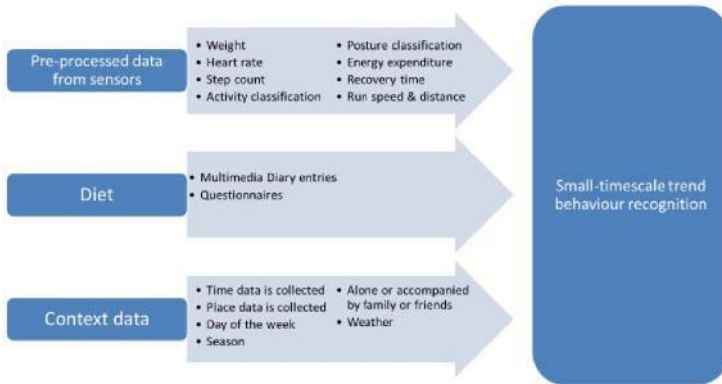 Pre-processed data
from sensors
• Weight
• Heart rate
• Step count
• Activity classification
• Posture classification
• Energy expenditure
• Recovery time
• Run speed & distance
Diet
• Multimedia Diary entries
• Questionnaires
Context data
• Time data is collected
• Place data is collected
• Day of the week
• Season
• Alone or accompanied
by family or friends
• Weather
Small-timescale trend
behaviour recognition